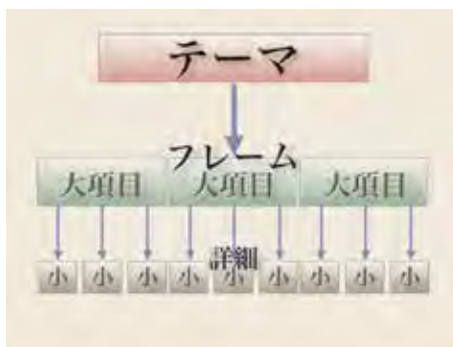 テーマ
フレーム
大項目 大項目 大項目
詳細
小 小 小 小 小 小 小 小 小